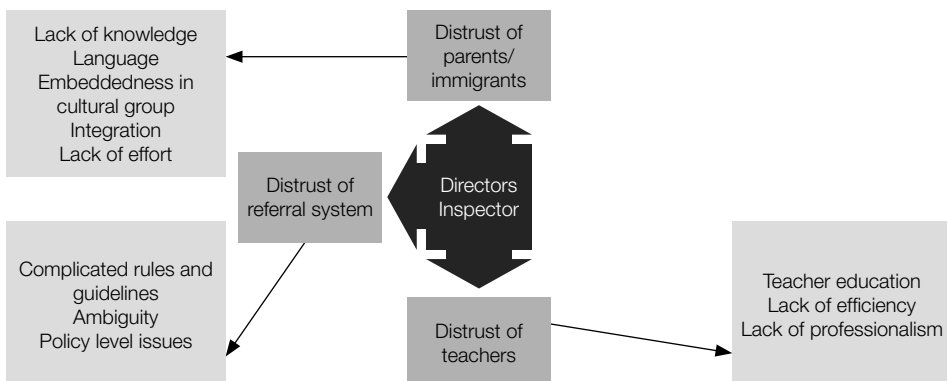 Lack of knowledge
Language
Embeddedness in
cultural group
Integration
Lack of effort
Distrust of
parents/
immigrants
Distrust of
referral system
Directors
Inspector
Complicated rules and
guidelines
Ambiguity
Policy level issues
Distrust of
teachers
Teacher education
Lack of efficiency
Lack of professionalism